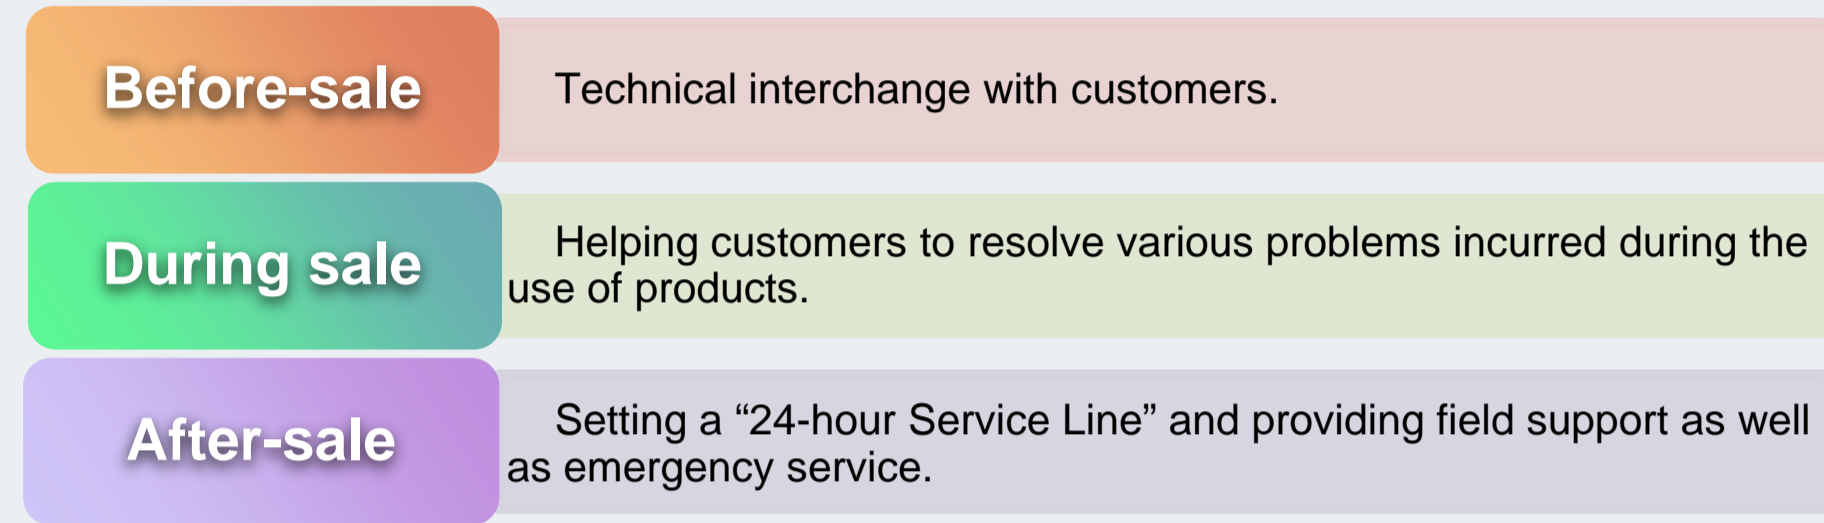 Before-sale
Technical interchange with customers.
During sale
Helping customers to resolve various problems incurred during the
use of products.
After-sale
Setting a “24-hour Service Line” and providing field support as well
as emergency service.